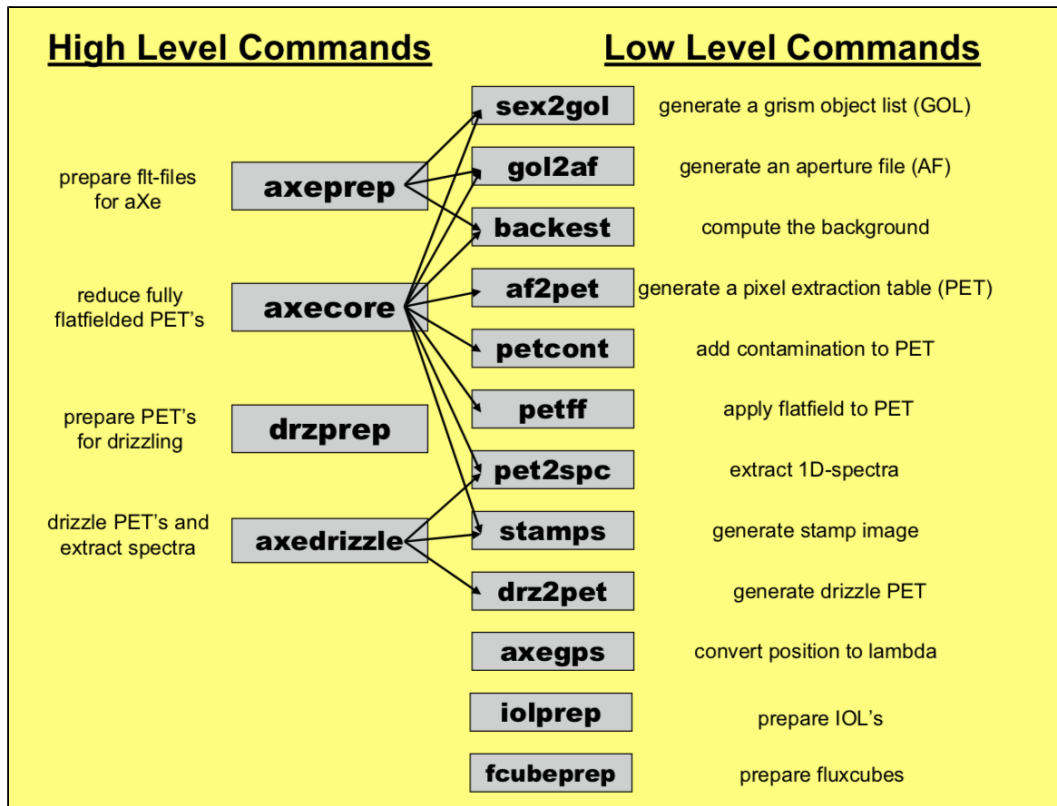 High Level Commands
Low Level Commands
prepare flt-files
for aXe
axeprep
reduce fully
flatfielded PET's
axecore
prepare PET's
for drizzling
drzprep
drizzle PET's and
extract spectra
axedrizzle
sex2gol
generate a grism object list (GOL)
gol2af
generate an aperture file (AF)
backest
compute the background
af2pet
generate a pixel extraction table (PET)
petcont
add contamination to PET
petff
apply flatfield to PET
pet2spc
extract 1D-spectra
stamps
generate stamp image
drz2pet
generate drizzle PET
axegps
convert position to lambda
iolprep
prepare IOL's
fcubeprep
prepare fluxcubes